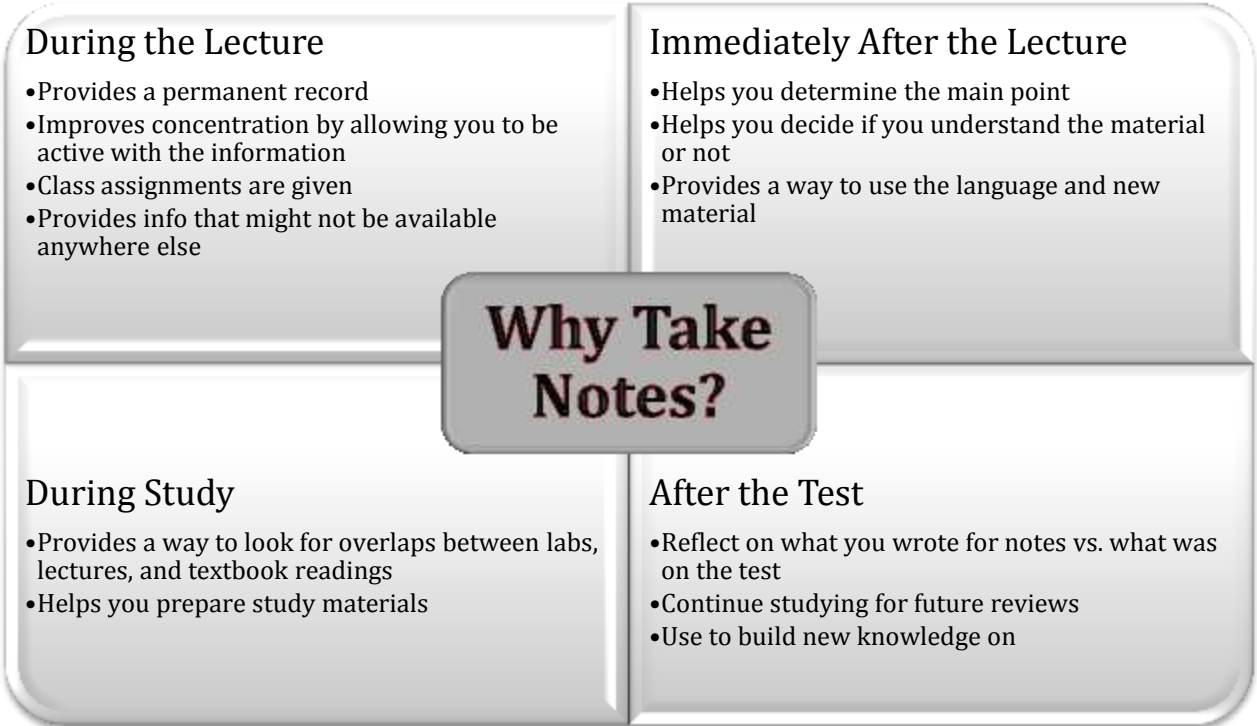 During the Lecture
•Provides a permanent record
•Improves concentration by allowing you to be
active with the information
•Class assignments are given
•Provides info that might not be available
anywhere else
Immediately After the Lecture
•Helps you determine the main point
•Helps you decide if you understand the material
or not
•Provides a way to use the language and new
material
Why Take
Notes?
During Study
•Provides a way to look for overlaps between labs,
lectures, and textbook readings
•Helps you prepare study materials
After the Test
•Reflect on what you wrote for notes vs. what was
on the test
•Continue studying for future reviews
•Use to build new knowledge on